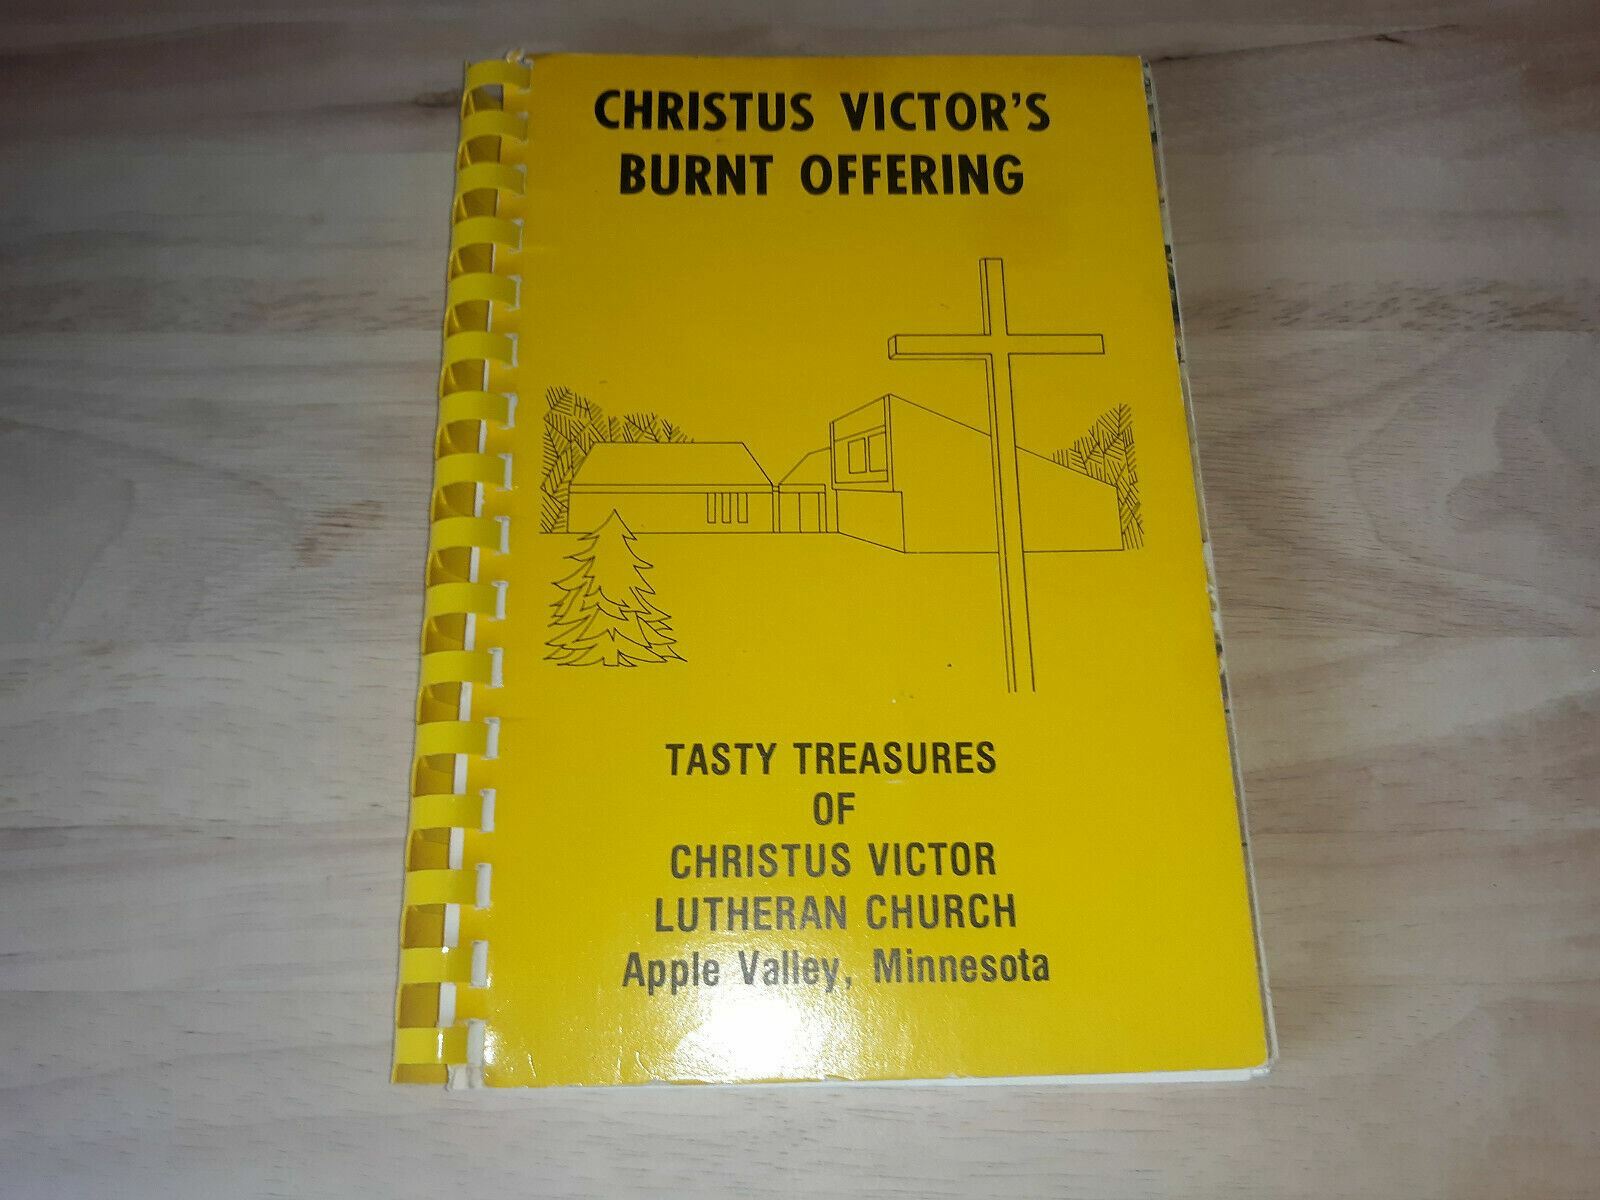 CHRISTUS VICTOR'S
BURNT OFFERING
TASTY TREASURES
OF
CHRISTUS VICTOR
LUTHERAN CHURCH
Apple Valley, Minnesota